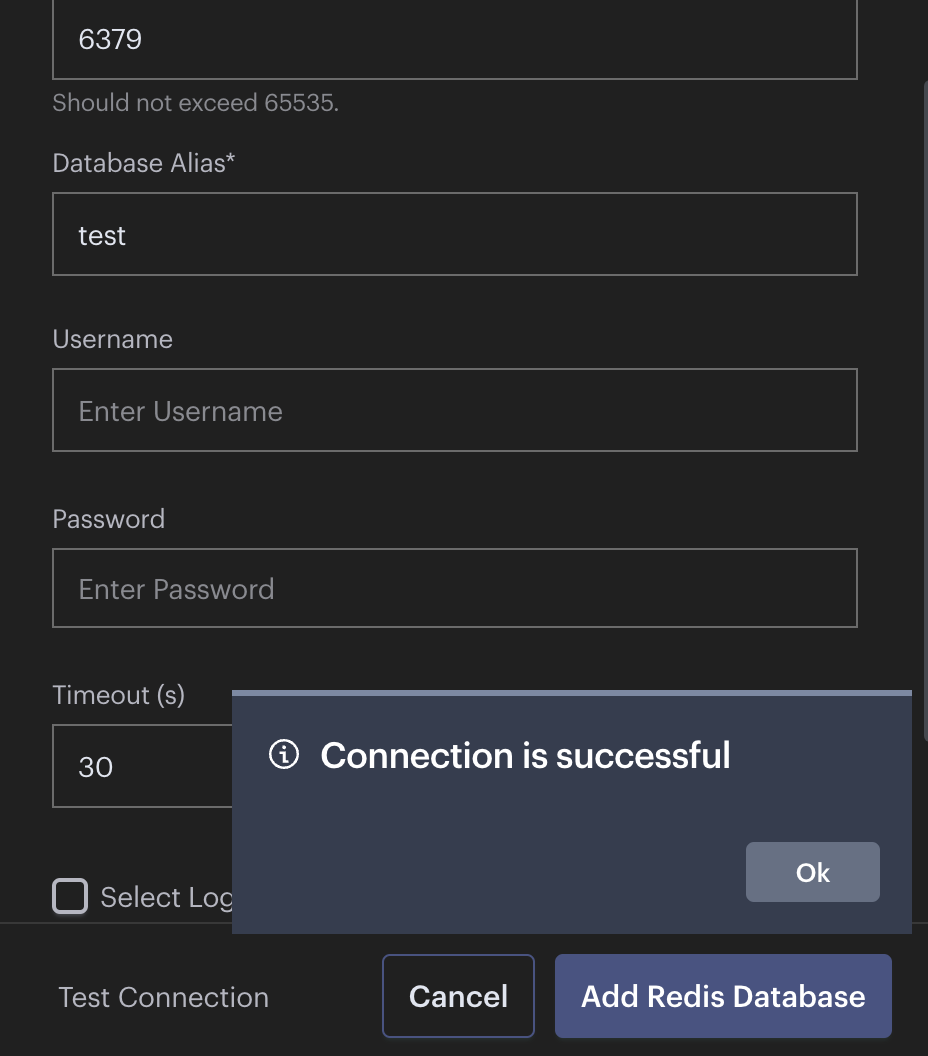 6379
Should not exceed 65535.
Database Alias*
test
Username
Enter Username
Password
Enter Password
Timeout (s)
30
Connection is successful
Ok
Select Log
Test Connection
Cancel
Add Redis Database